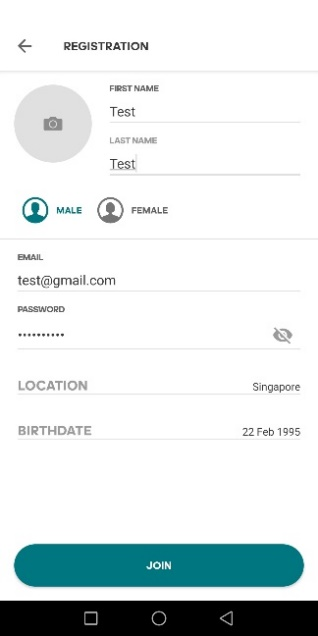 REGISTRATION
FIRST NAME
Test
LAST NAME
Test
MALE FEMALE
EMAIL
test@gmail.com
PASSWORD
••••••••••
LOCATION Singapore
BIRTHDATE 22 Feb 1995
JOIN